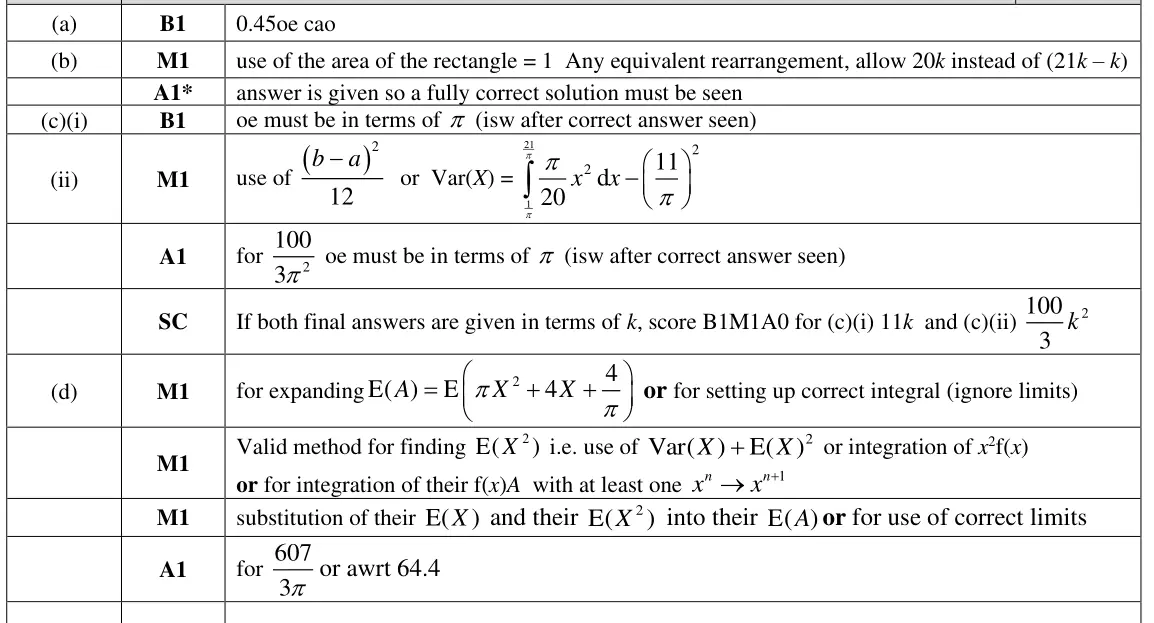 (a) B1 0.45oe cao
(b) M1 use of the area of the rectangle = 1 Any equivalent rearrangement, allow 20k instead of (21k – k)
A1* answer is given so a fully correct solution must be seen
(c)(i) B1 oe must be in terms of π (isw after correct answer seen)
(ii) M1 use of (b − a)²/12 or Var(X) = ∫_{1/π}^{21/π} π/20 x² dx − (11/π)²
A1 for 100/3π² oe must be in terms of π (isw after correct answer seen)
SC If both final answers are given in terms of k, score B1M1A0 for (c)(i) 11k and (c)(ii) 100/3 k²
(d) M1 for expanding E(A) = E(πX² + 4X + 4/π) or for setting up correct integral (ignore limits)
M1 Valid method for finding E(X²) i.e. use of Var(X) + E(X)² or integration of x²f(x)
or for integration of their f(x)A with at least one xⁿ → xⁿ⁺¹
M1 substitution of their E(X) and their E(X²) into their E(A) or for use of correct limits
A1 for 607/3π or awrt 64.4